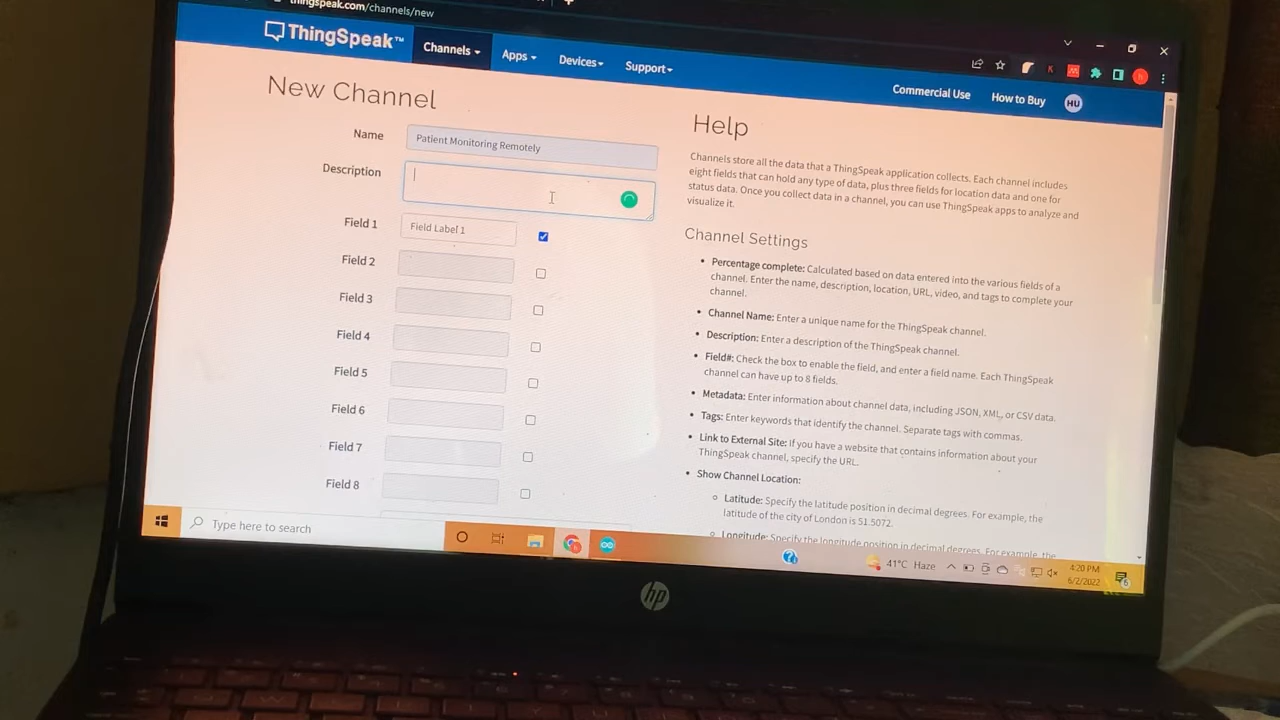 thingspeak.com/channels/new
ThingSpeak™
Channels
Apps
Devices
Support
Commercial Use
How to Buy
HU
New Channel
Name
Patient Monitoring Remotely
Description
Field 1
Field Label 1
Field 2
Field 3
Field 4
Field 5
Field 6
Field 7
Field 8
Help
Channels store all the data that a ThingSpeak application collects. Each channel includes
eight fields that can hold any type of data, plus three fields for location data and one for
status data. Once you collect data in a channel, you can use ThingSpeak apps to analyze and
visualize it.
Channel Settings
• Percentage complete: Calculated based on data entered into the various fields of a
channel. Enter the name, description, location, URL, video, and tags to complete your
channel.
• Channel Name: Enter a unique name for the ThingSpeak channel.
• Description: Enter a description of the ThingSpeak channel.
• Field#: Check the box to enable the field, and enter a field name. Each ThingSpeak
channel can have up to 8 fields.
• Metadata: Enter information about channel data, including JSON, XML, or CSV data.
• Tags: Enter keywords that identify the channel. Separate tags with commas.
• Link to External Site: If you have a website that contains information about your
ThingSpeak channel, specify the URL.
• Show Channel Location:
○ Latitude: Specify the latitude position in decimal degrees. For example, the
latitude of the city of London is 51.5072.
○ Longitude: Specify the longitude position in decimal degrees. For example, the
Type here to search
41°C Haze
4:20 PM
6/2/2022
6
hp